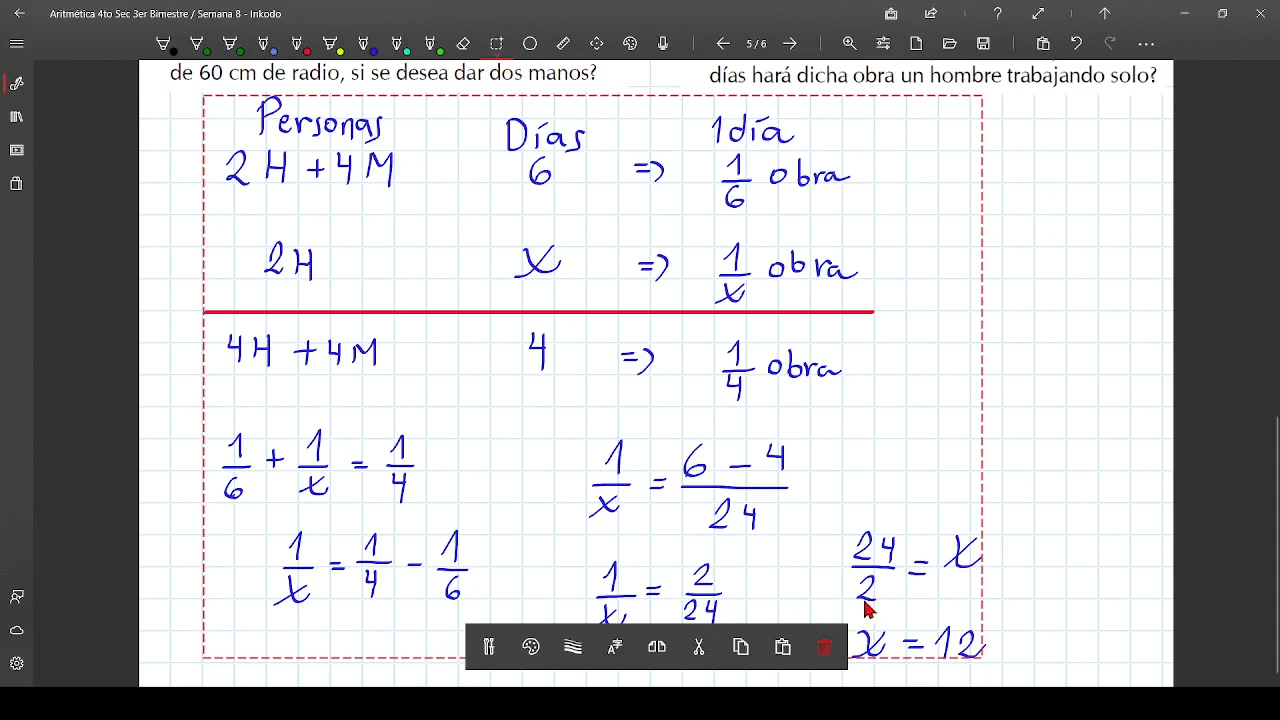 Aritmética 4to Sec 3er Bimestre / Semana 8 - Inkodo
5/6
de 60 cm de radio, si se desea dar dos manos?
días hará dicha obra un hombre trabajando solo?
Personas Días 1 día
2H + 4M 6 => 1/6 obra
2H x => 1/x obra
4H + 4M 4 => 1/4 obra
1/6 + 1/x = 1/4
1/x = 1/4 - 1/6
1/x = (6 - 4)/24
1/x = 2/24
24/2 = x
x = 12